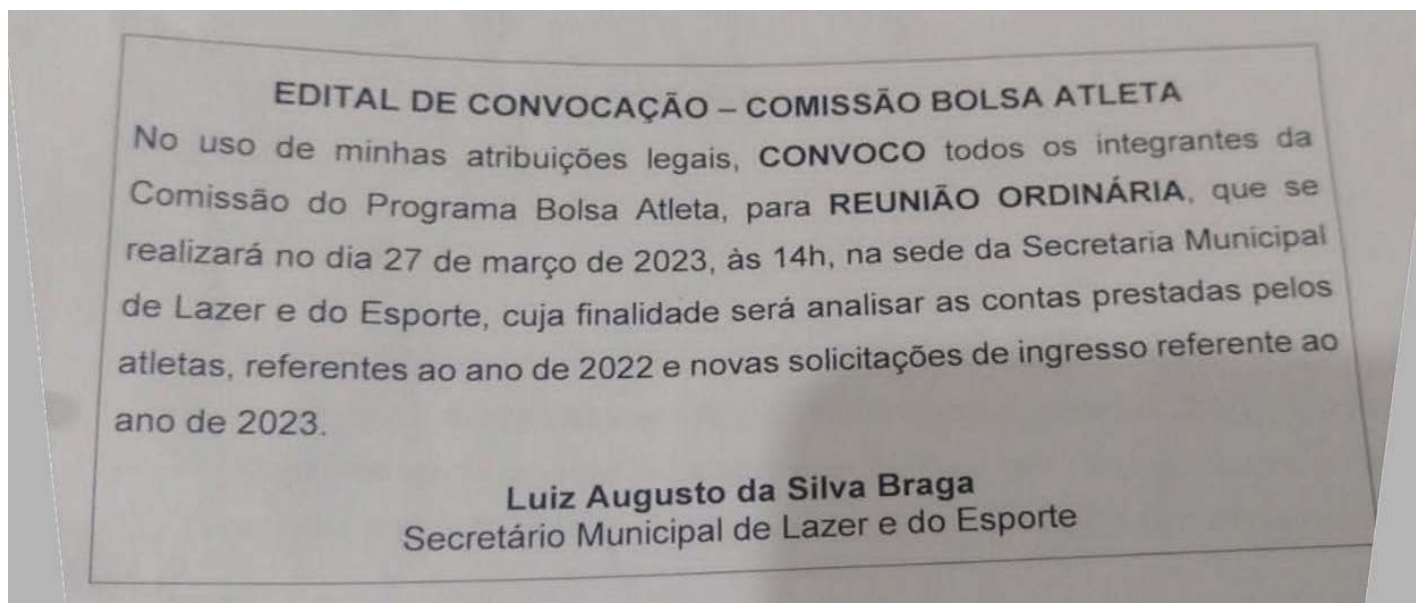 EDITAL DE CONVOCAÇÃO – COMISSÃO BOLSA ATLETA
No uso de minhas atribuições legais, CONVOCO todos os integrantes da
Comissão do Programa Bolsa Atleta, para REUNIÃO ORDINÁRIA, que se
realizará no dia 27 de março de 2023, às 14h, na sede da Secretaria Municipal
de Lazer e do Esporte, cuja finalidade será analisar as contas prestadas pelos
atletas, referentes ao ano de 2022 e novas solicitações de ingresso referente ao
ano de 2023.
Luiz Augusto da Silva Braga
Secretário Municipal de Lazer e do Esporte